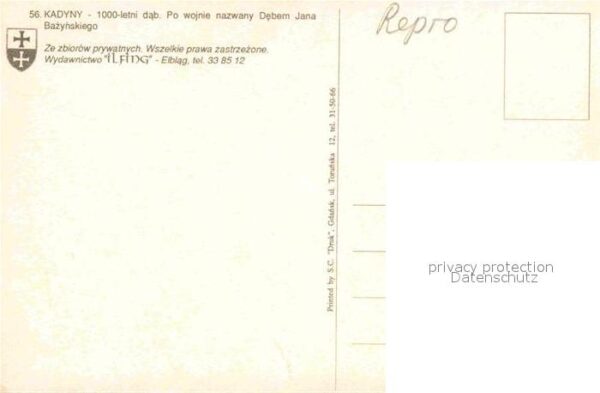 56. KADYNY - 1000-letni dąb. Po wojnie nazwany Dębem Jana
Bażyńskiego
Ze zbiorów prywatnych. Wszelkie prawa zastrzeżone.
Wydawnictwo "ILFING" - Elbląg, tel. 33 85 12
Repro
Printed by S.C. "Druk", Gdańsk, ul. Toruńska 12, tel. 31-50-66
privacy protection
Datenschutz